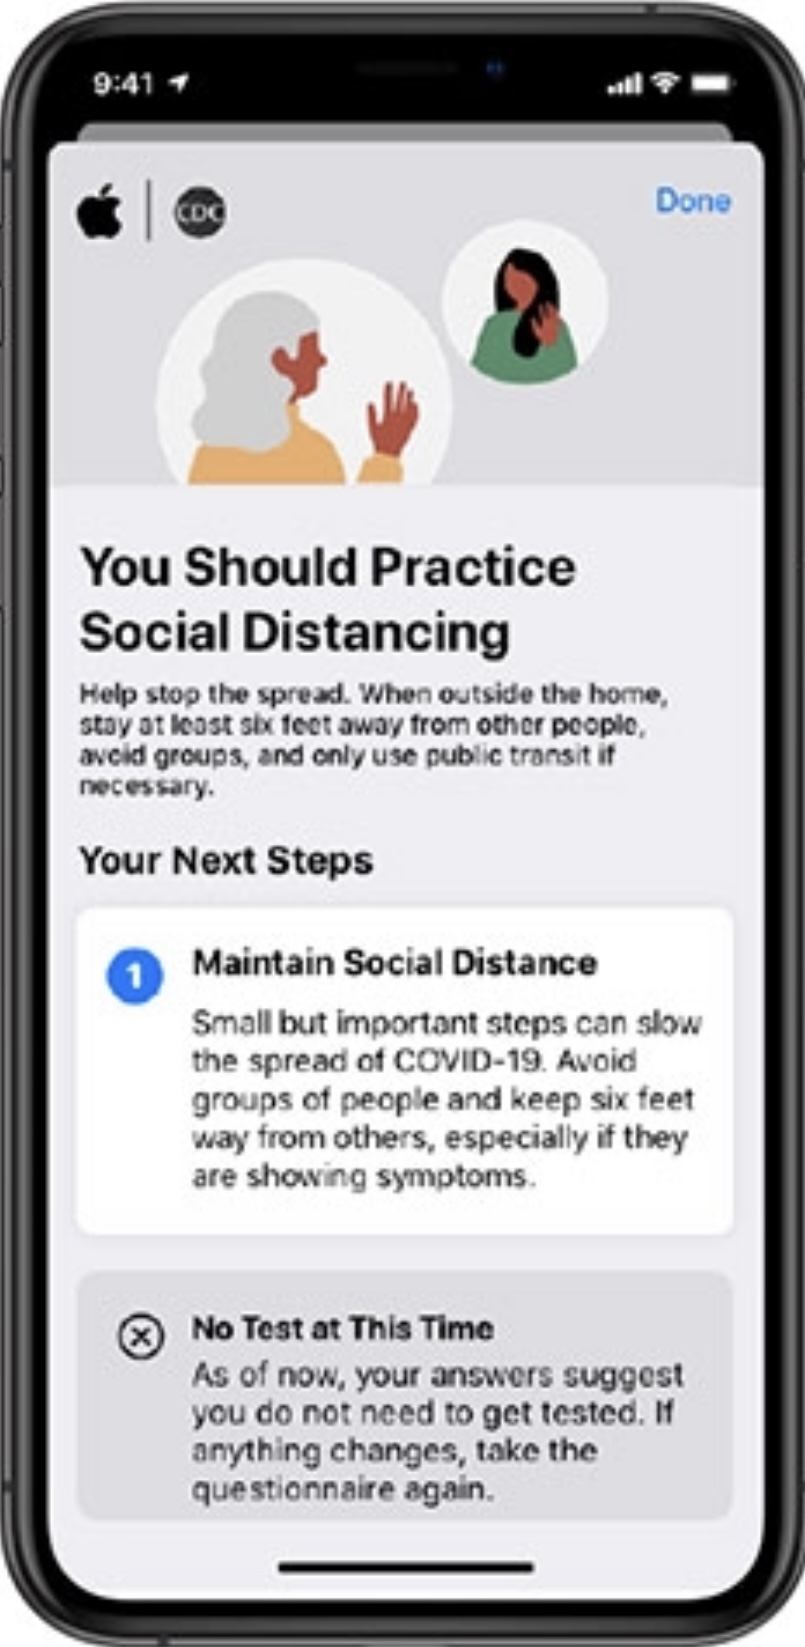 9:41
CDC
Done
You Should Practice
Social Distancing
Help stop the spread. When outside the home,
stay at least six feet away from other people,
avoid groups, and only use public transit if
necessary.
Your Next Steps
1
Maintain Social Distance
Small but important steps can slow
the spread of COVID-19. Avoid
groups of people and keep six feet
way from others, especially if they
are showing symptoms.
No Test at This Time
As of now, your answers suggest
you do not need to get tested. If
anything changes, take the
questionnaire again.